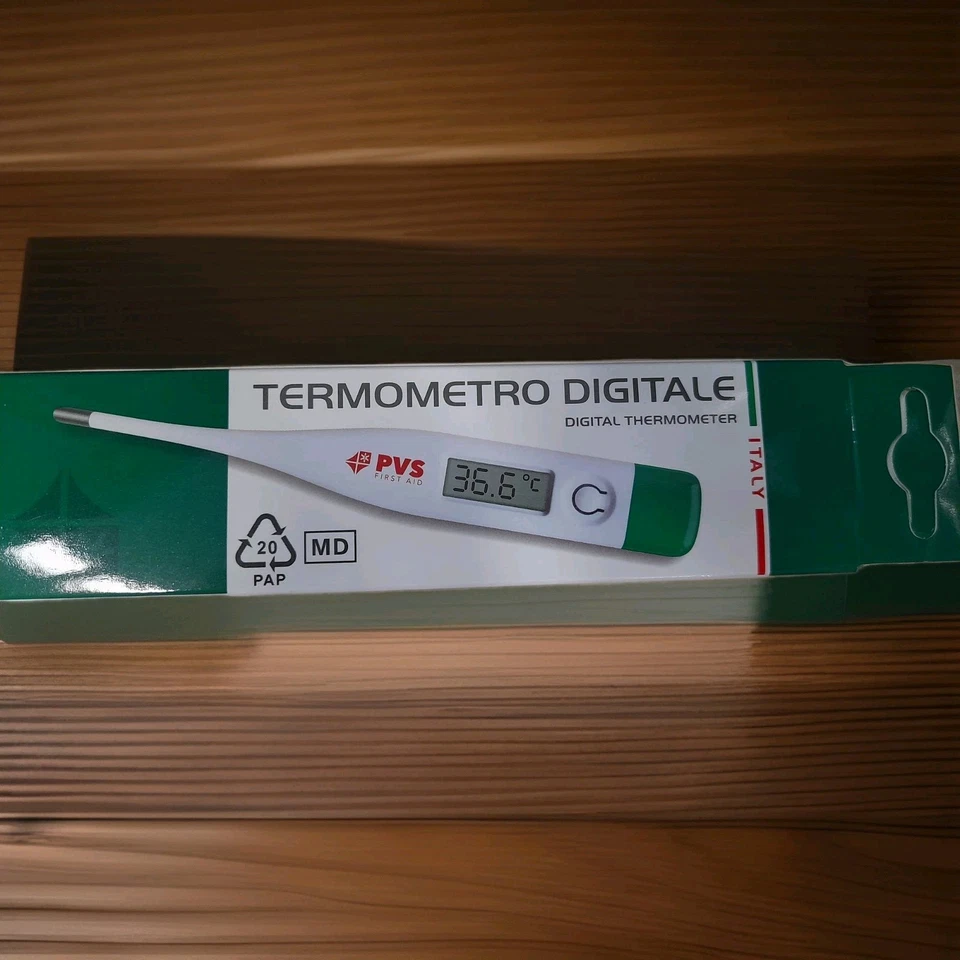 TERMOMETRO DIGITALE
DIGITAL THERMOMETER
ITALY
PVS
FIRST AID
36.6 °C
20
PAP
MD